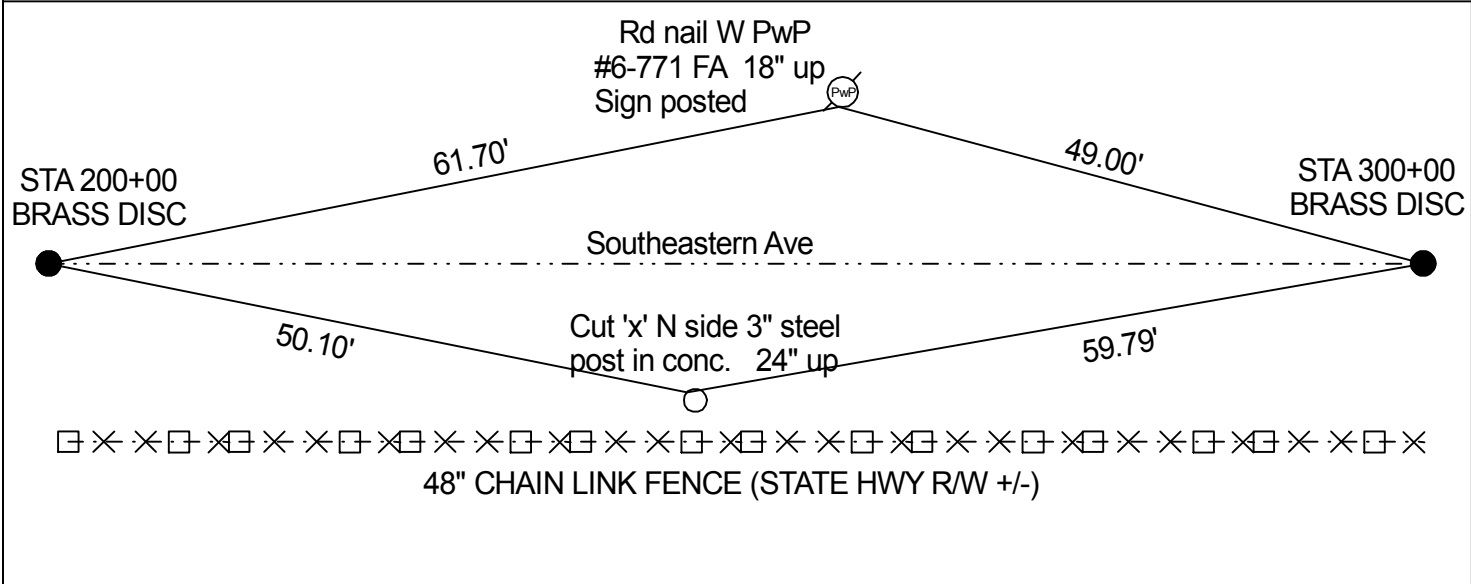 Rd nail W PwP
#6-771 FA 18" up
Sign posted
PwP
61.70'
49.00'
STA 200+00
BRASS DISC
STA 300+00
BRASS DISC
Southeastern Ave
50.10'
Cut 'x' N side 3" steel
post in conc. 24" up
59.79'
48" CHAIN LINK FENCE (STATE HWY R/W +/-)